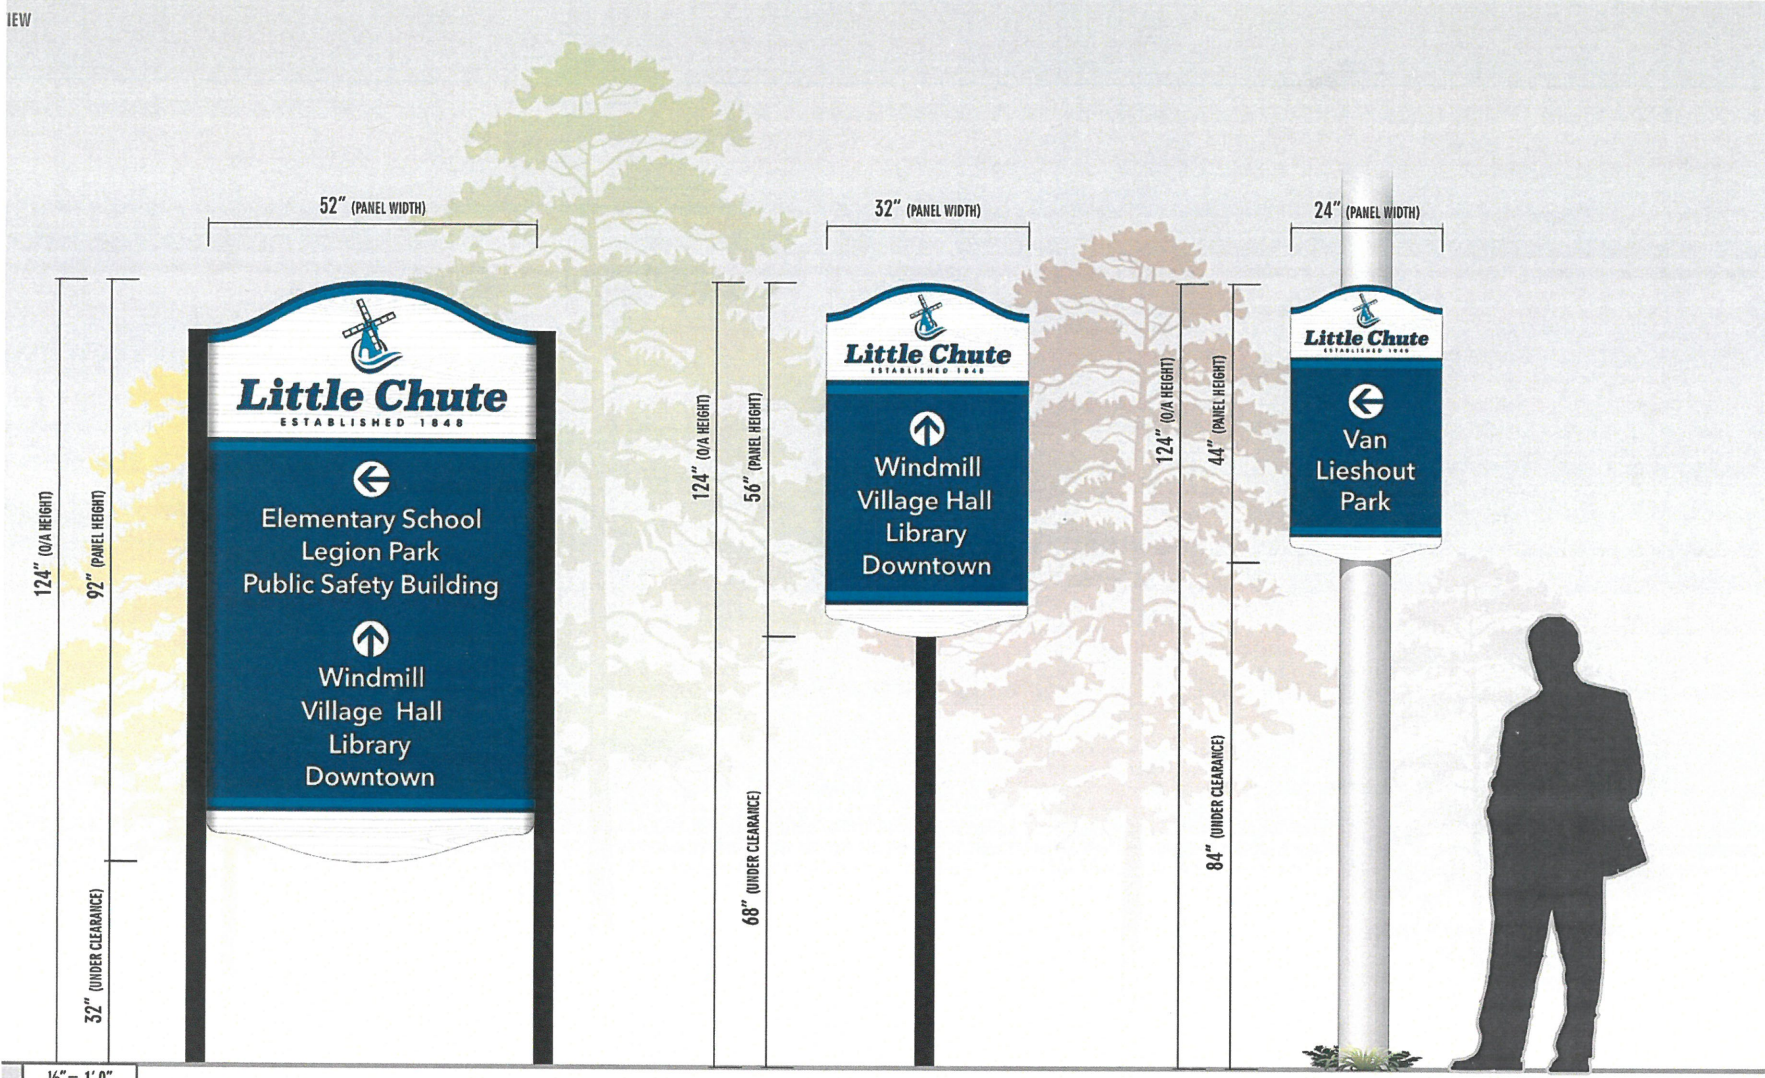 IEW
52" (PANEL WIDTH)
124" (O/A HEIGHT)
92" (PANEL HEIGHT)
32" (UNDER CLEARANCE)
Little Chute
ESTABLISHED 1848
Elementary School
Legion Park
Public Safety Building
Windmill
Village Hall
Library
Downtown
32" (PANEL WIDTH)
124" (O/A HEIGHT)
56" (PANEL HEIGHT)
68" (UNDER CLEARANCE)
Little Chute
ESTABLISHED 1848
Windmill
Village Hall
Library
Downtown
24" (PANEL WIDTH)
124" (O/A HEIGHT)
44" (PANEL HEIGHT)
84" (UNDER CLEARANCE)
Little Chute
ESTABLISHED 1848
Van
Lieshout
Park